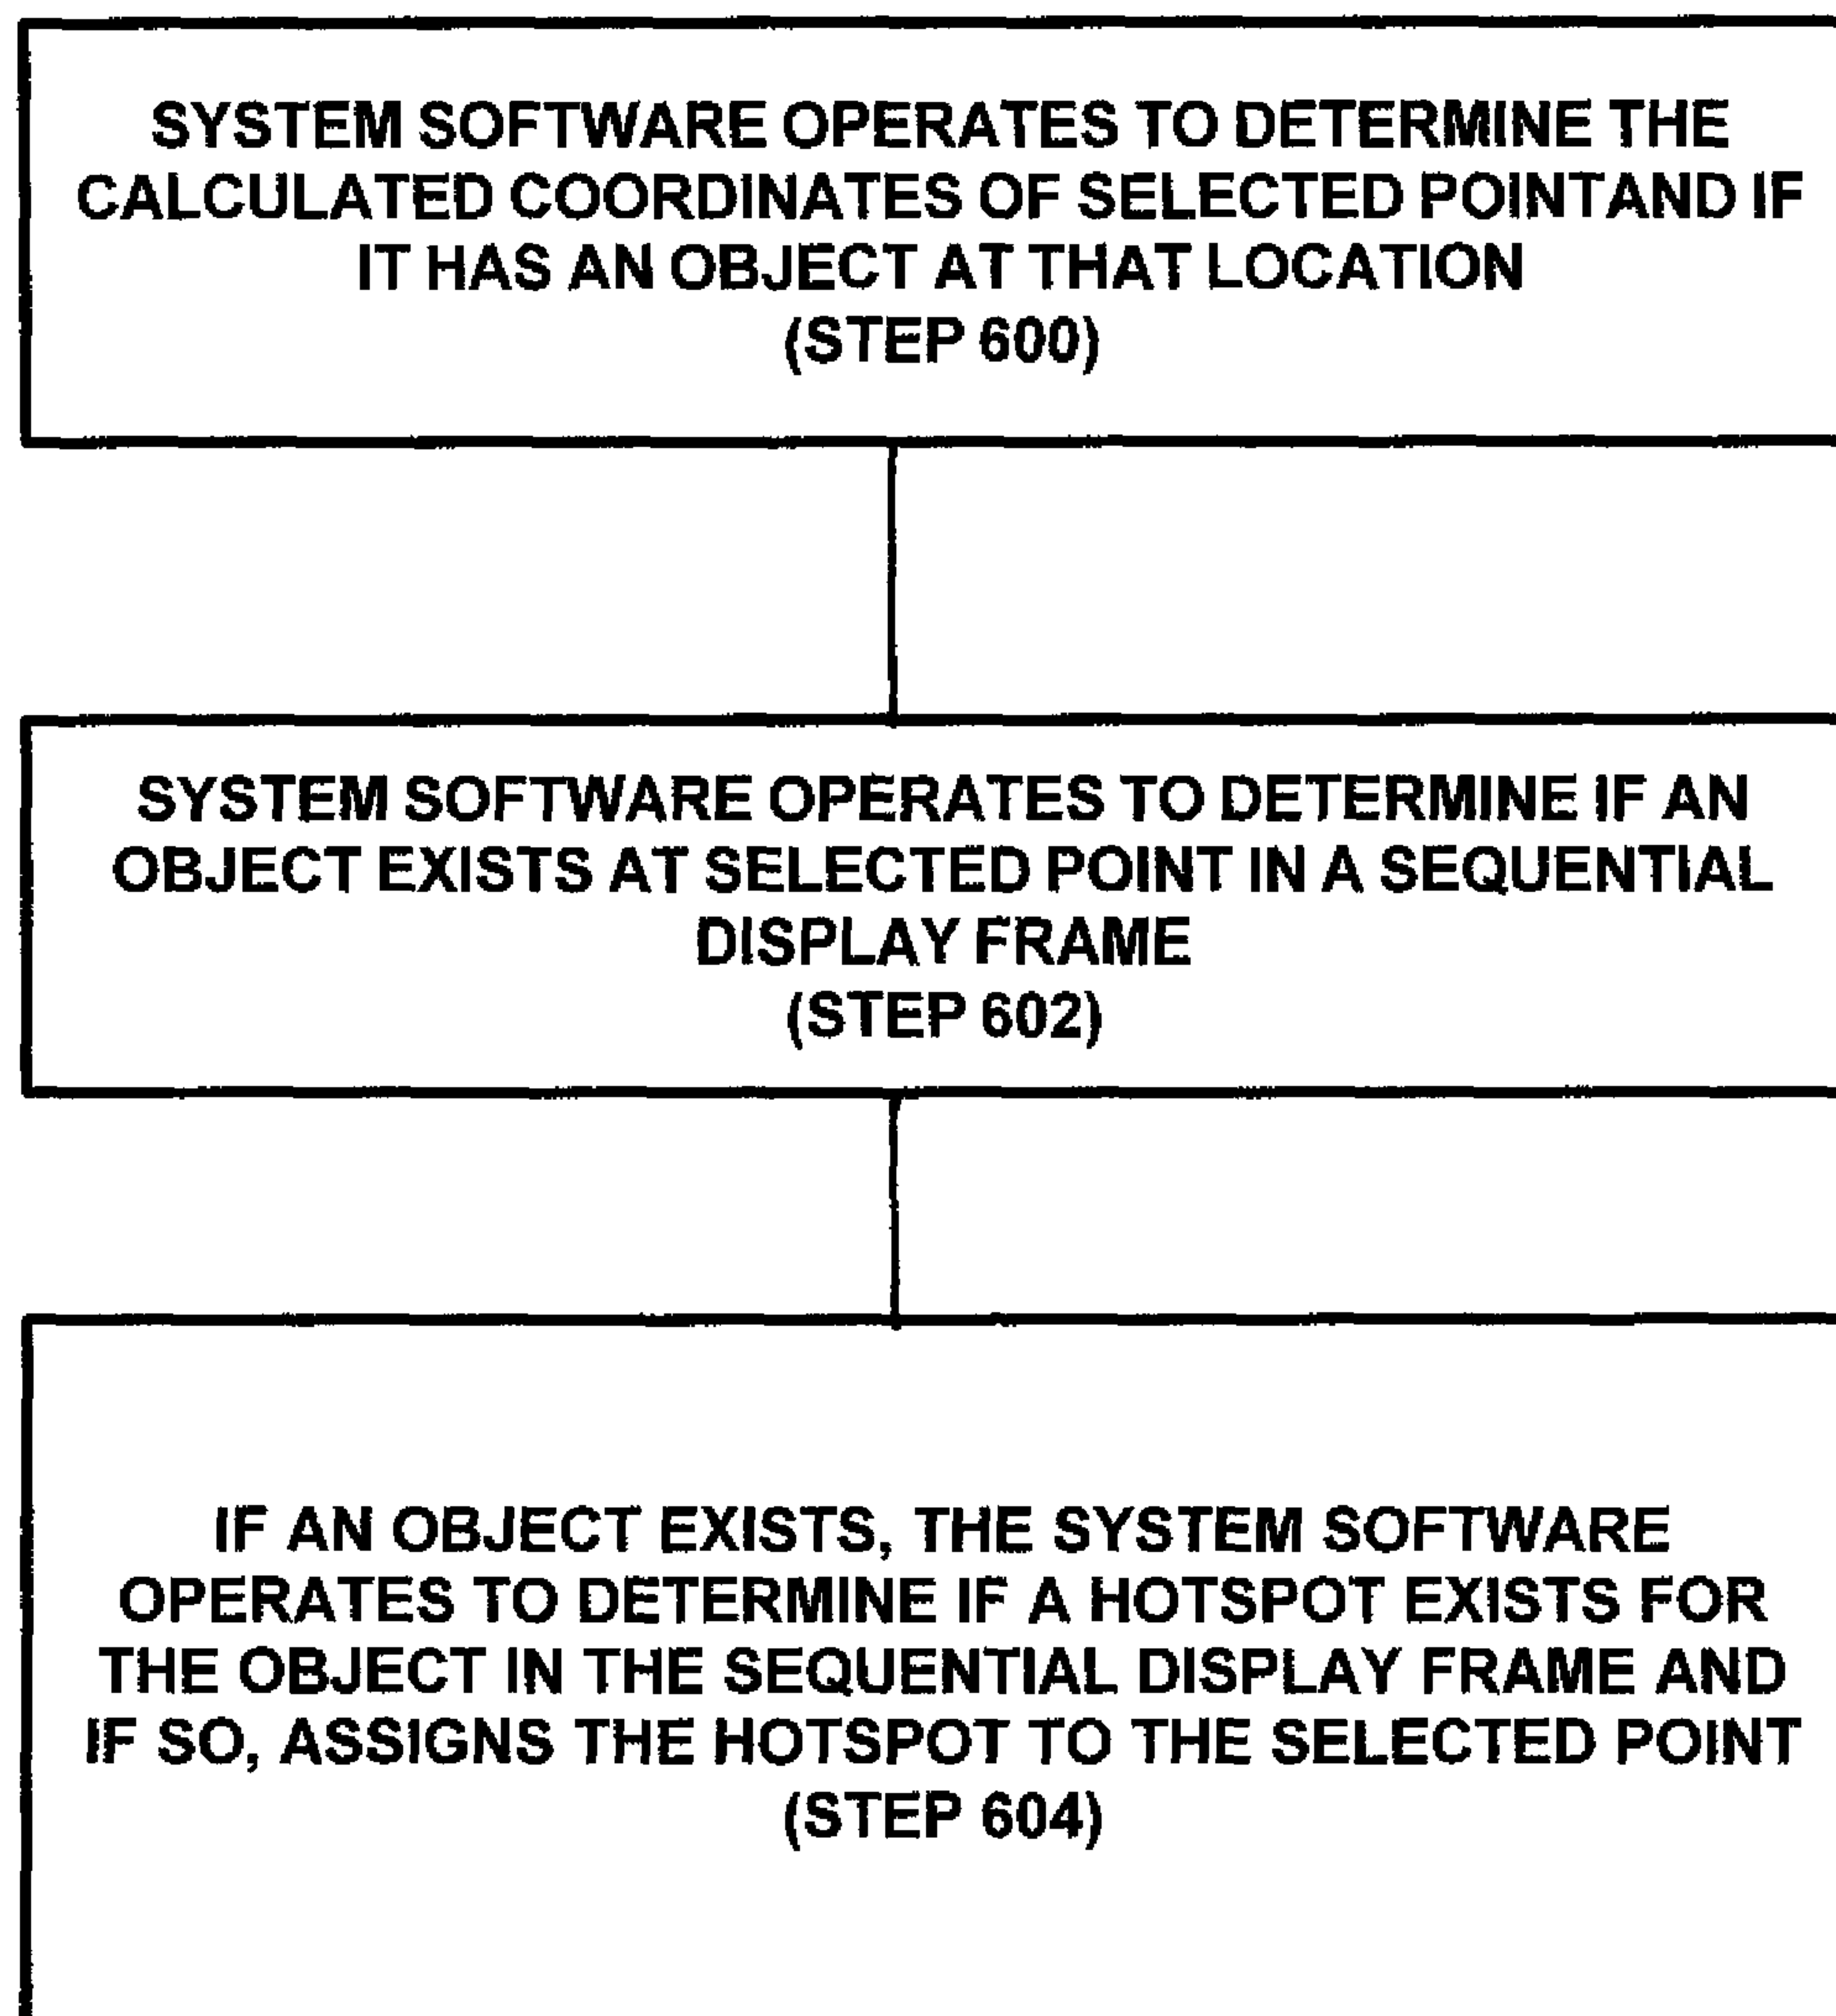 SYSTEM SOFTWARE OPERATES TO DETERMINE THE
CALCULATED COORDINATES OF SELECTED POINTAND IF
IT HAS AN OBJECT AT THAT LOCATION
(STEP 600)
SYSTEM SOFTWARE OPERATES TO DETERMINE IF AN
OBJECT EXISTS AT SELECTED POINT IN A SEQUENTIAL
DISPLAY FRAME
(STEP 602)
IF AN OBJECT EXISTS, THE SYSTEM SOFTWARE
OPERATES TO DETERMINE IF A HOTSPOT EXISTS FOR
THE OBJECT IN THE SEQUENTIAL DISPLAY FRAME AND
IF SO, ASSIGNS THE HOTSPOT TO THE SELECTED POINT
(STEP 604)